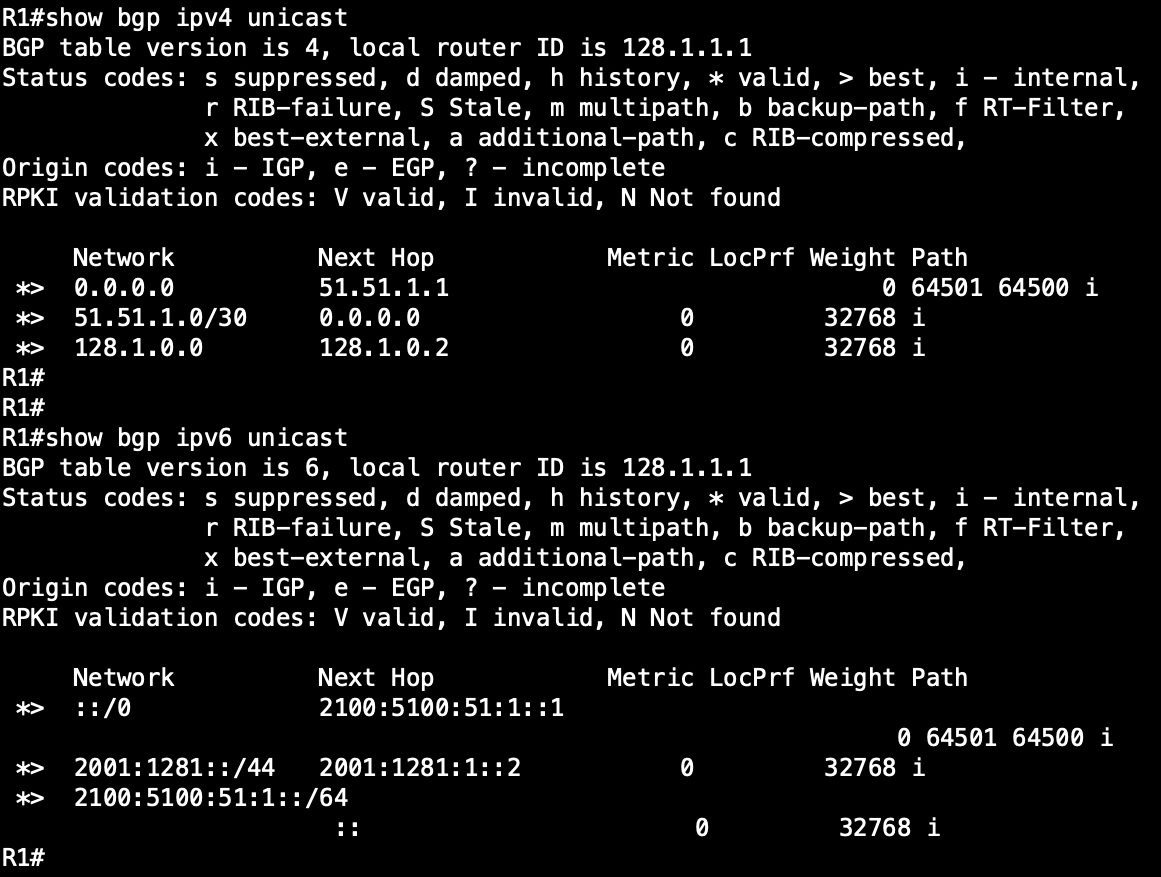 R1#show bgp ipv4 unicast
BGP table version is 4, local router ID is 128.1.1.1
Status codes: s suppressed, d damped, h history, * valid, > best, i - internal,
              r RIB-failure, S Stale, m multipath, b backup-path, f RT-Filter,
              x best-external, a additional-path, c RIB-compressed,
Origin codes: i - IGP, e - EGP, ? - incomplete
RPKI validation codes: V valid, I invalid, N Not found

     Network          Next Hop            Metric LocPrf Weight Path
 *>  0.0.0.0          51.51.1.1                              0 64501 64500 i
 *>  51.51.1.0/30     0.0.0.0                  0         32768 i
 *>  128.1.0.0        128.1.0.2                0         32768 i
R1#
R1#
R1#show bgp ipv6 unicast
BGP table version is 6, local router ID is 128.1.1.1
Status codes: s suppressed, d damped, h history, * valid, > best, i - internal,
              r RIB-failure, S Stale, m multipath, b backup-path, f RT-Filter,
              x best-external, a additional-path, c RIB-compressed,
Origin codes: i - IGP, e - EGP, ? - incomplete
RPKI validation codes: V valid, I invalid, N Not found

     Network          Next Hop            Metric LocPrf Weight Path
 *>  ::/0             2100:5100:51:1::1
                                                              0 64501 64500 i
 *>  2001:1281::/44   2001:1281:1::2           0         32768 i
 *>  2100:5100:51:1::/64
                       ::                       0         32768 i
R1#